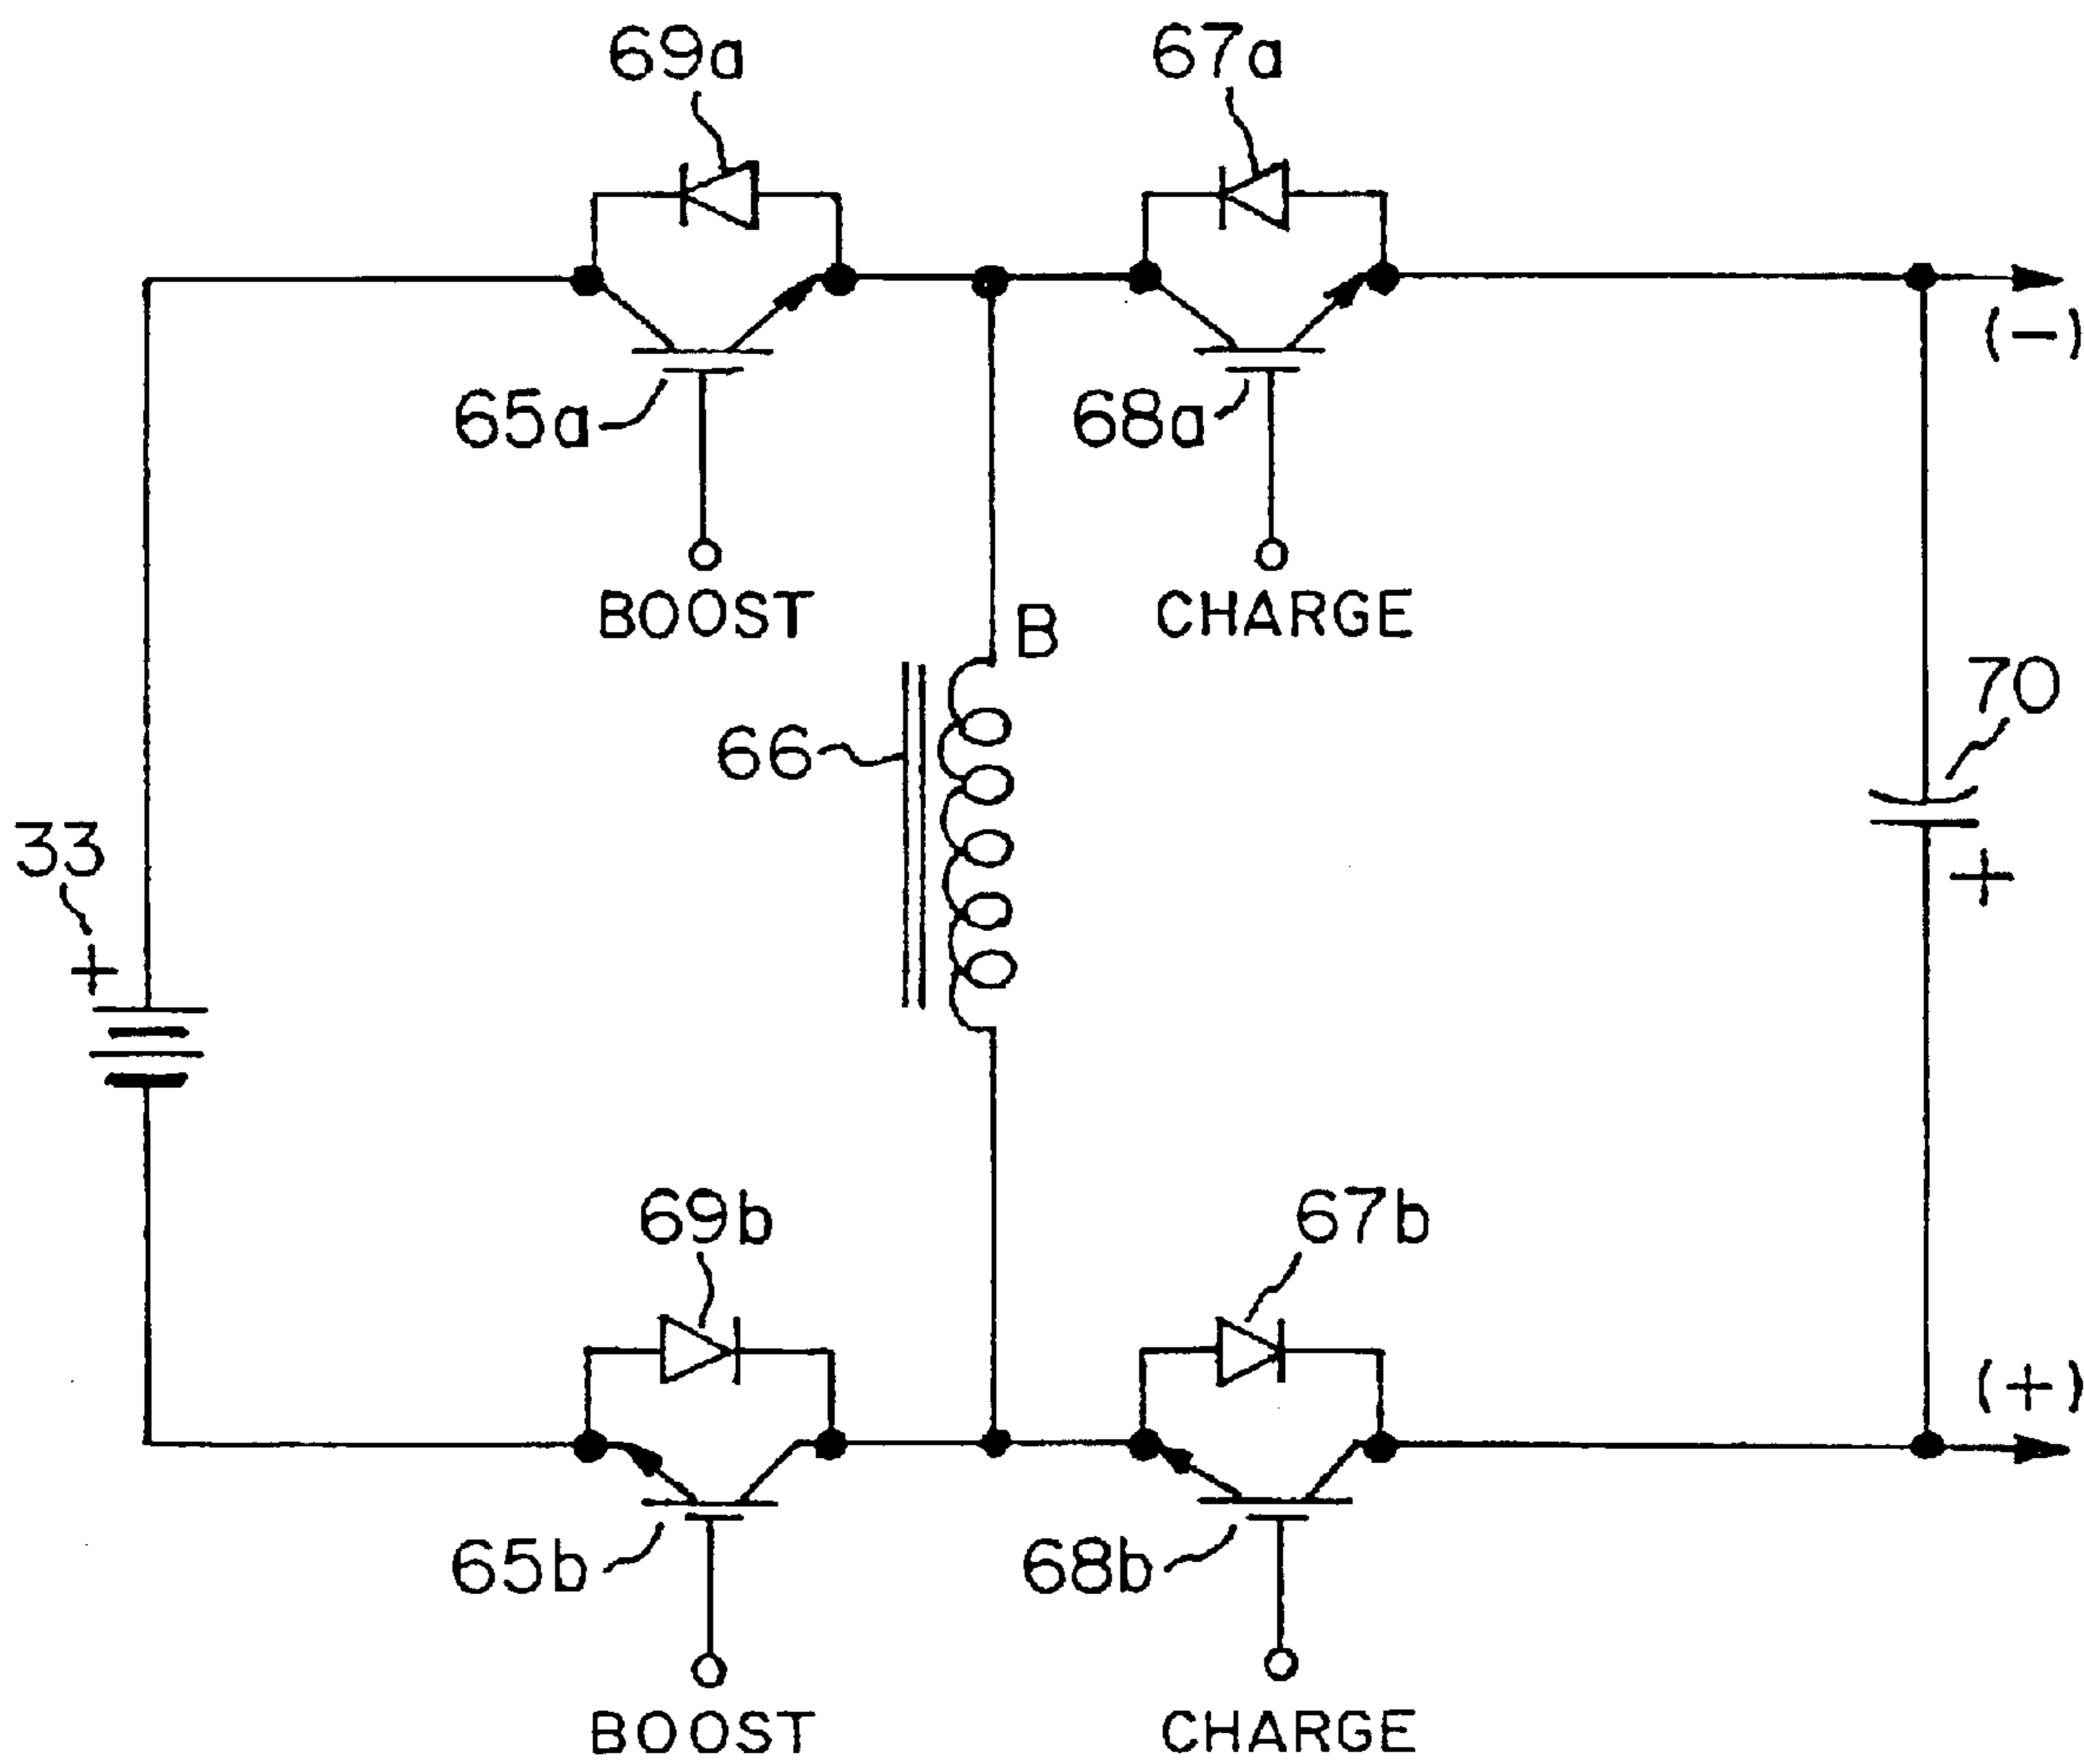 69a
67a
(-)
65a
68a
BOOST
CHARGE
B
66
70
33
+
+
69b
67b
(+)
65b
68b
BOOST
CHARGE